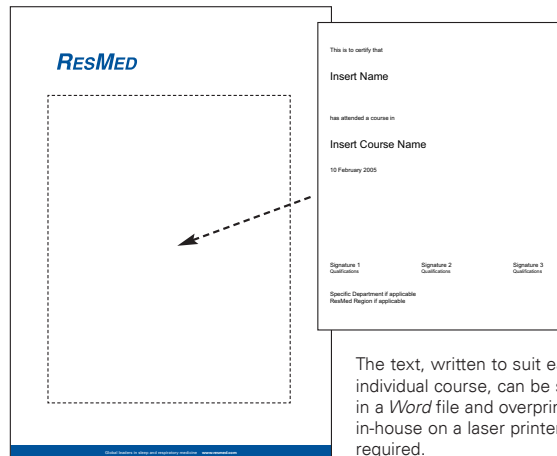 RESMED
This is to certify that
Insert Name
has attended a course in
Insert Course Name
10 February 2005
Signature 1 Signature 2 Signature 3
Qualifications Qualifications Qualifications
Specific Department if applicable
ResMed Region if applicable
The text, written to suit
individual course, can be
in a Word file and
in-house on a laser printer
required.
Global leaders in sleep and respiratory medicine www.resmed.com